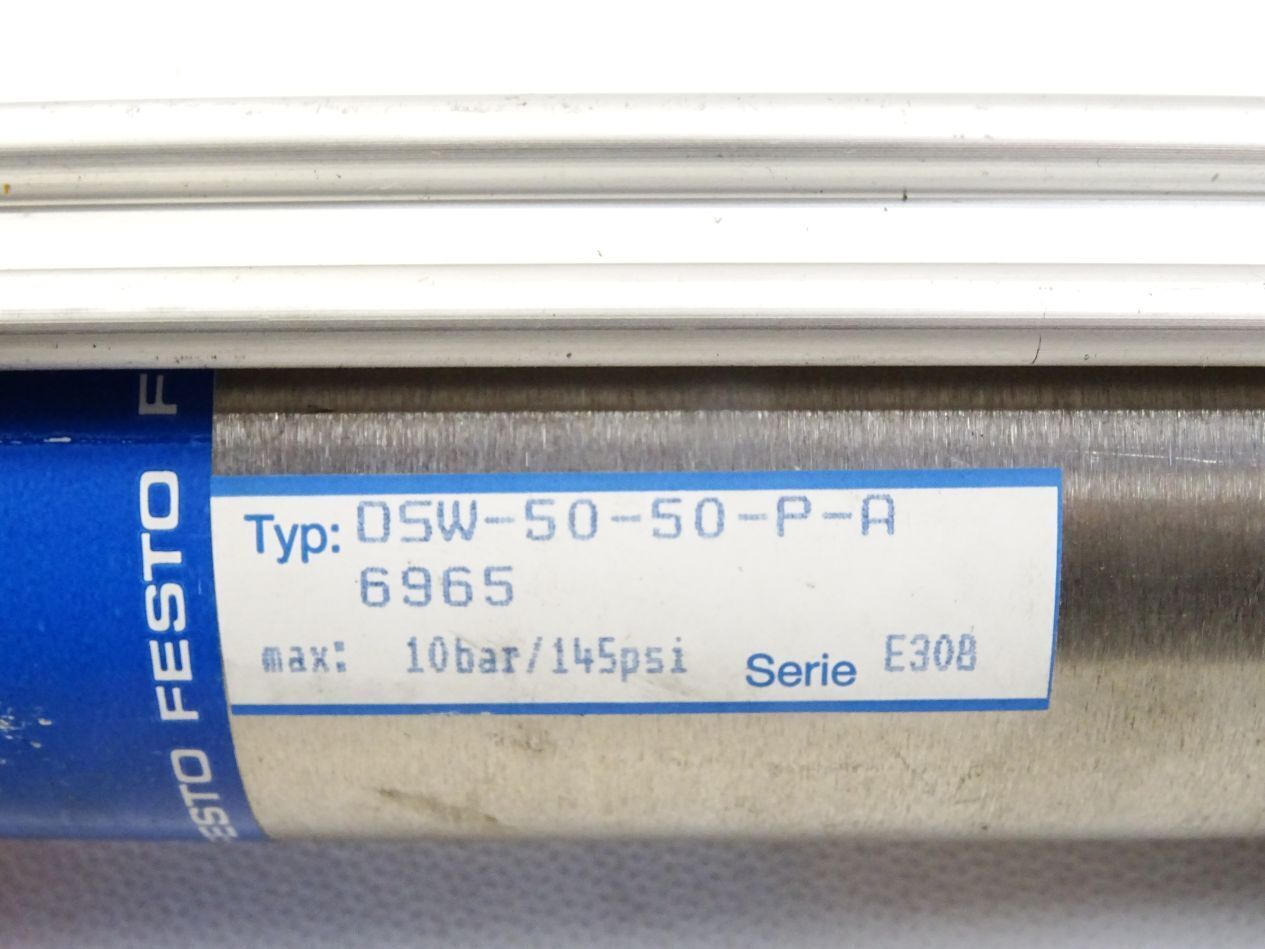 FESTO FESTO
Typ: DSW-50-50-P-A
6965
max: 10bar/145psi Serie E308